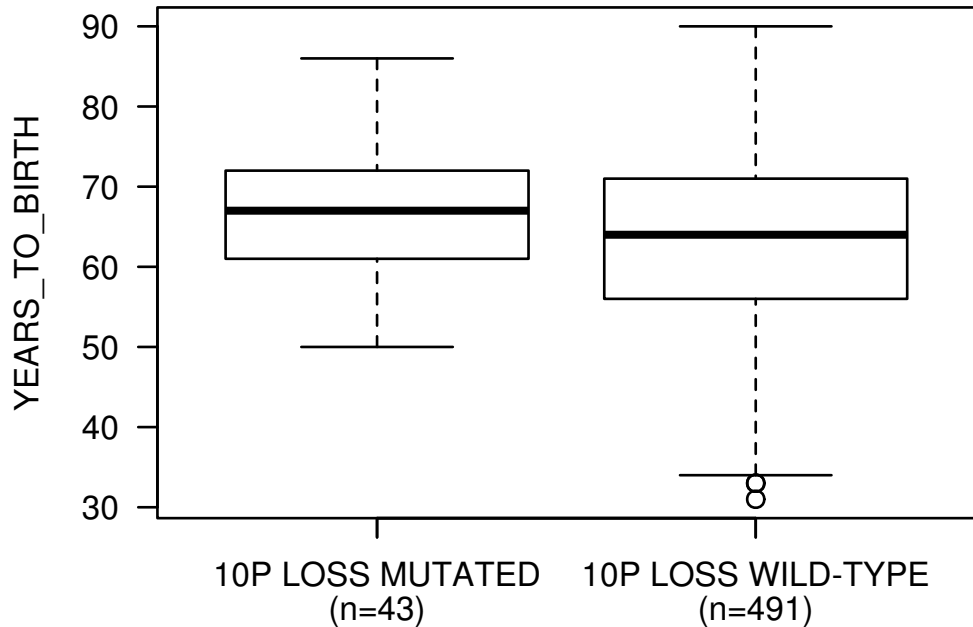 YEARS_TO_BIRTH
90
80
70
60
50
40
30
10P LOSS MUTATED
(n=43)
10P LOSS WILD-TYPE
(n=491)